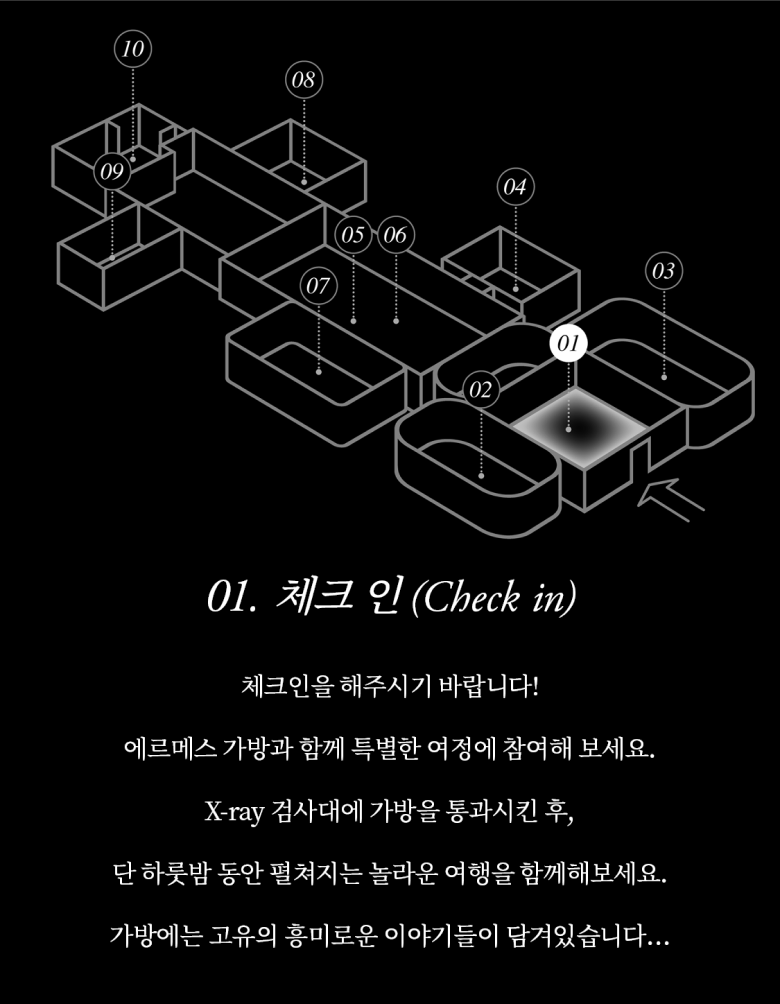 10
08
09
04
05 06
03
07
01
02
01. 체크 인 (Check in)
체크인을 해주시기 바랍니다!
에르메스 가방과 함께 특별한 여정에 참여해 보세요.
X-ray 검사대에 가방을 통과시킨 후,
단 하룻밤 동안 펼쳐지는 놀라운 여행을 함께해보세요.
가방에는 고유의 흥미로운 이야기들이 담겨있습니다...